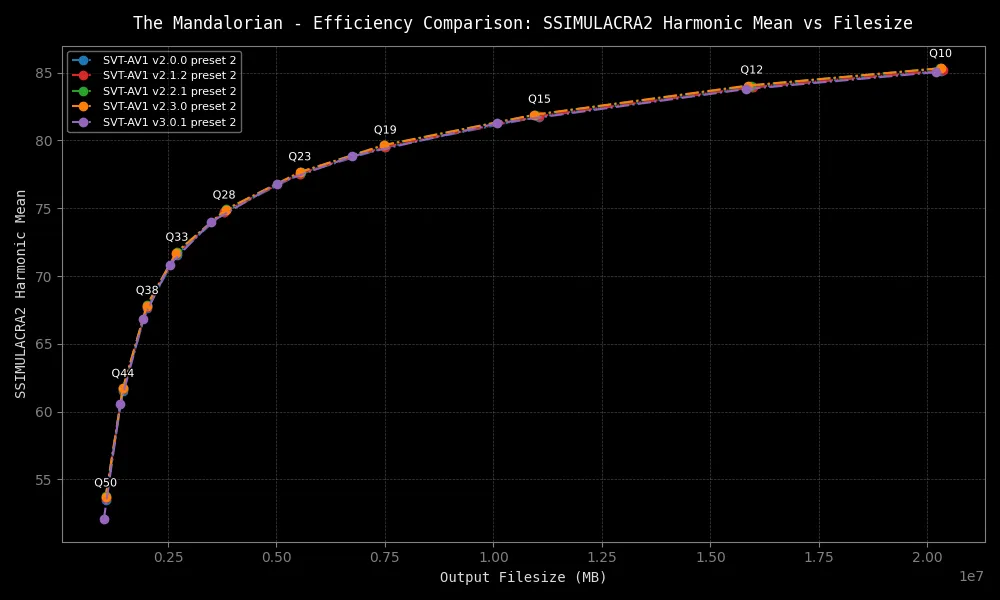 The Mandalorian - Efficiency Comparison: SSIMULACRA2 Harmonic Mean vs Filesize
SVT-AV1 v2.0.0 preset 2
SVT-AV1 v2.1.2 preset 2
SVT-AV1 v2.2.1 preset 2
SVT-AV1 v2.3.0 preset 2
SVT-AV1 v3.0.1 preset 2
Q10
Q12
Q15
Q19
Q23
Q28
Q33
Q38
Q44
Q50
85
80
75
70
65
60
55
SSIMULACRA2 Harmonic Mean
0.25
0.50
0.75
1.00
1.25
1.50
1.75
2.00
1e7
Output Filesize (MB)